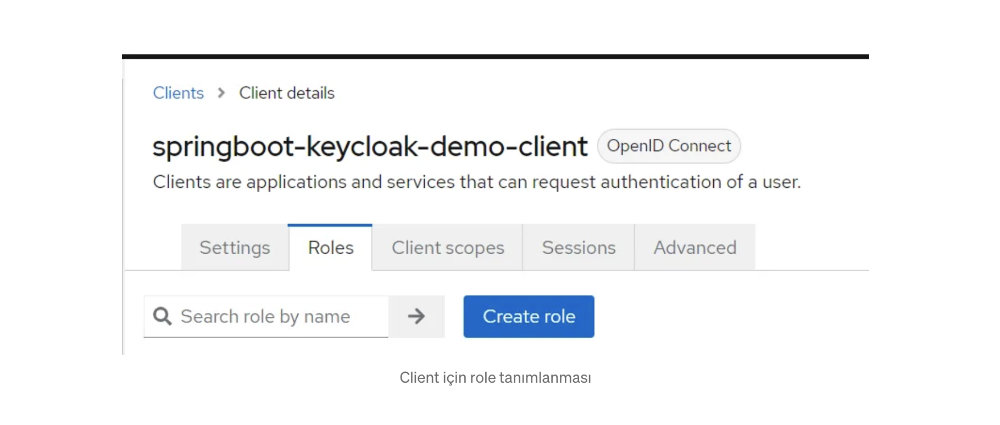 Clients > Client details
springboot-keycloak-demo-client OpenID Connect
Clients are applications and services that can request authentication of a user.
Settings Roles Client scopes Sessions Advanced
Search role by name → Create role
Client için role tanımlanması